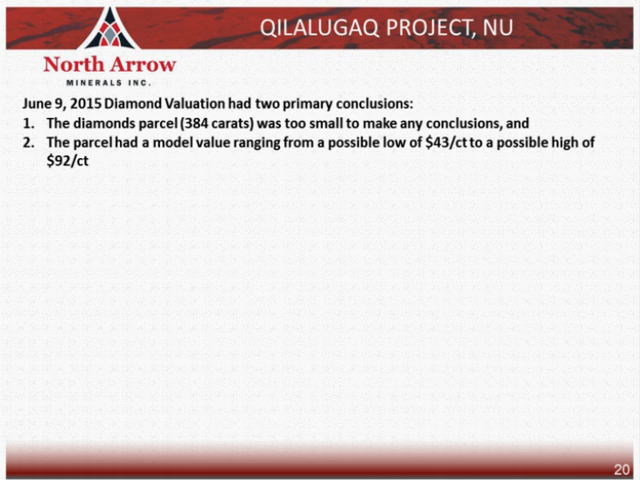 QILALUGAQ PROJECT, NU
North Arrow
MINERALS INC.
June 9, 2015 Diamond Valuation had two primary conclusions:
1. The diamonds parcel (384 carats) was too small to make any conclusions, and
2. The parcel had a model value ranging from a possible low of $43/ct to a possible high of
$92/ct
20